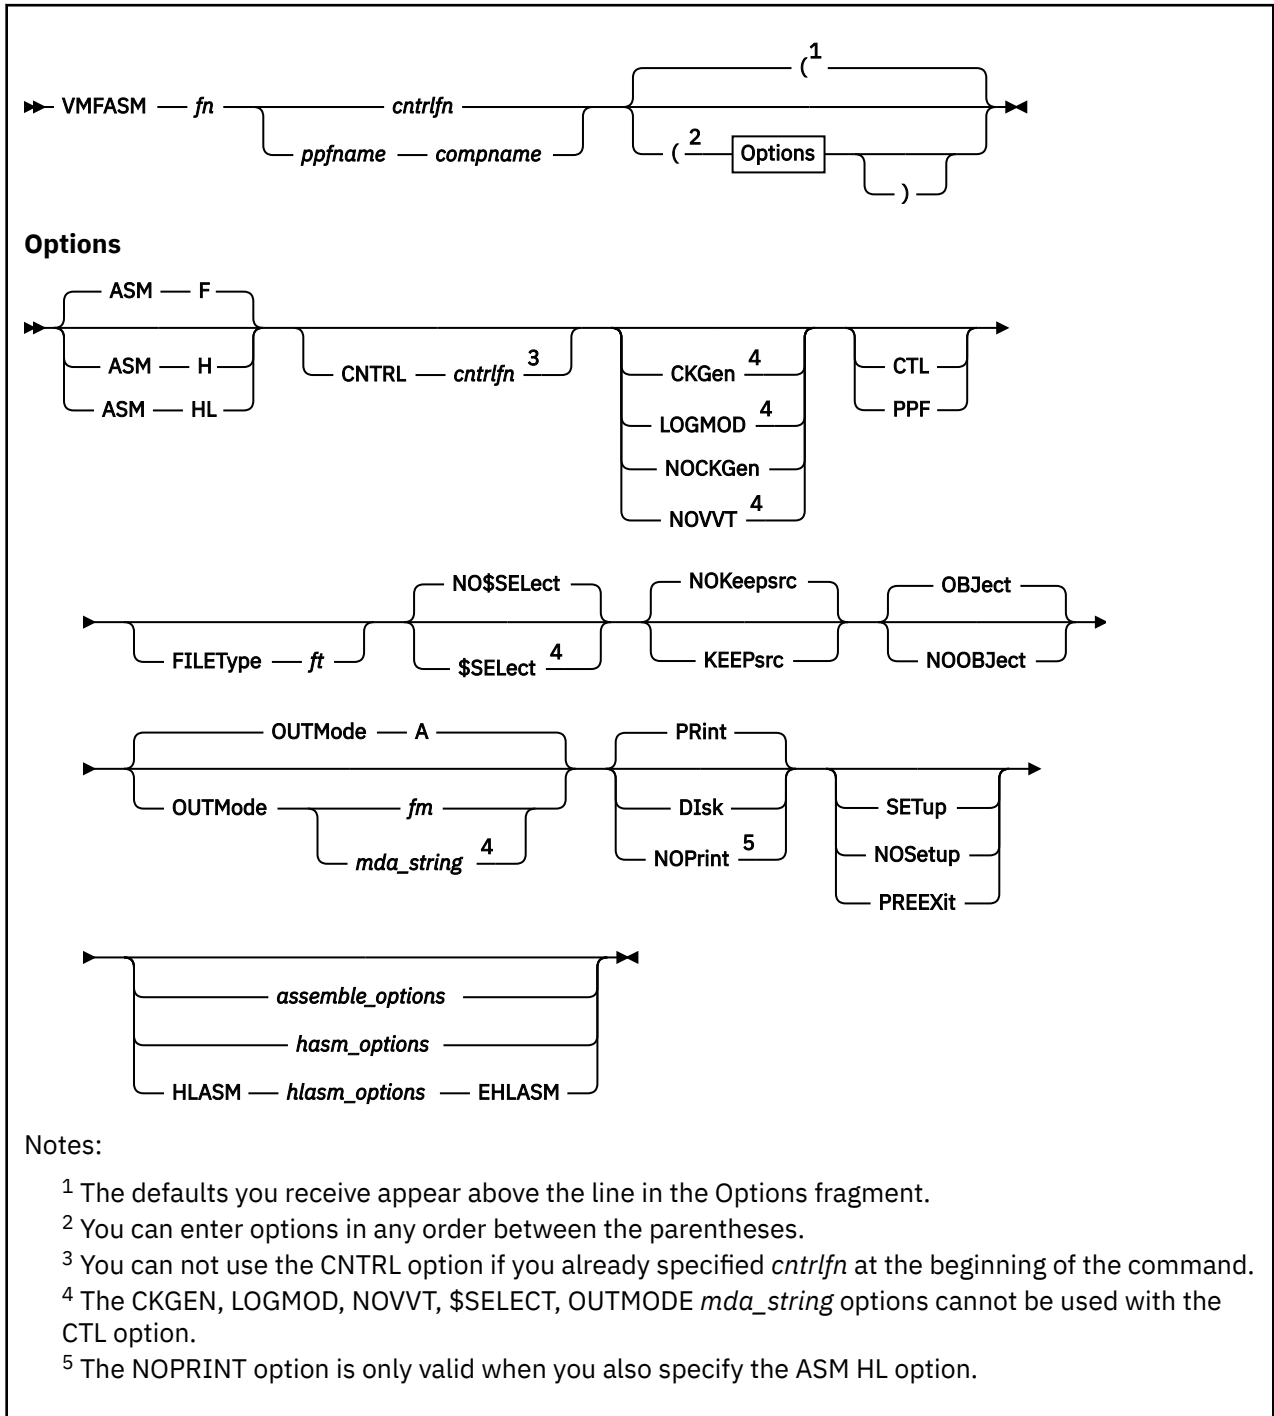 1
(
VMFASM fn cntrlfn
ppfname compname ( 2 Options
)
Options
ASM F
ASM H CNTRL cntrlfn 3 CKGen 4 CTL
ASM HL LOGMOD 4 PPF
NOCKGen
NOVVT 4
NO$SELect NOKeepsrc OBJect
FILEType ft $SELect 4 KEEPsrc NOOBJect
OUTMode A PRint
OUTMode fm DIsk SETup
mda_string 4 NOPrint 5 NOSetup
PREEXit
assemble_options
hasm_options
HLASM hlasm_options EHLASM
Notes:
1 The defaults you receive appear above the line in the Options fragment.
2 You can enter options in any order between the parentheses.
3 You can not use the CNTRL option if you already specified cntrlfn at the beginning of the command.
4 The CKGEN, LOGMOD, NOVVT, $SELECT, OUTMODE mda_string options cannot be used with the
CTL option.
5 The NOPRINT option is only valid when you also specify the ASM HL option.